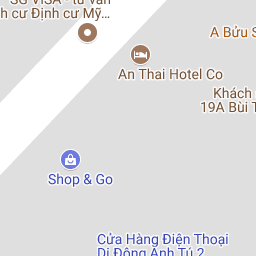 SG VISA - tư vấn
h cư Định cư Mỹ...
A Bửu S
An Thai Hotel Co
Khách
19A Bùi T
Shop & Go
Cửa Hàng Điện Thoại
Di Động Anh Tú 2